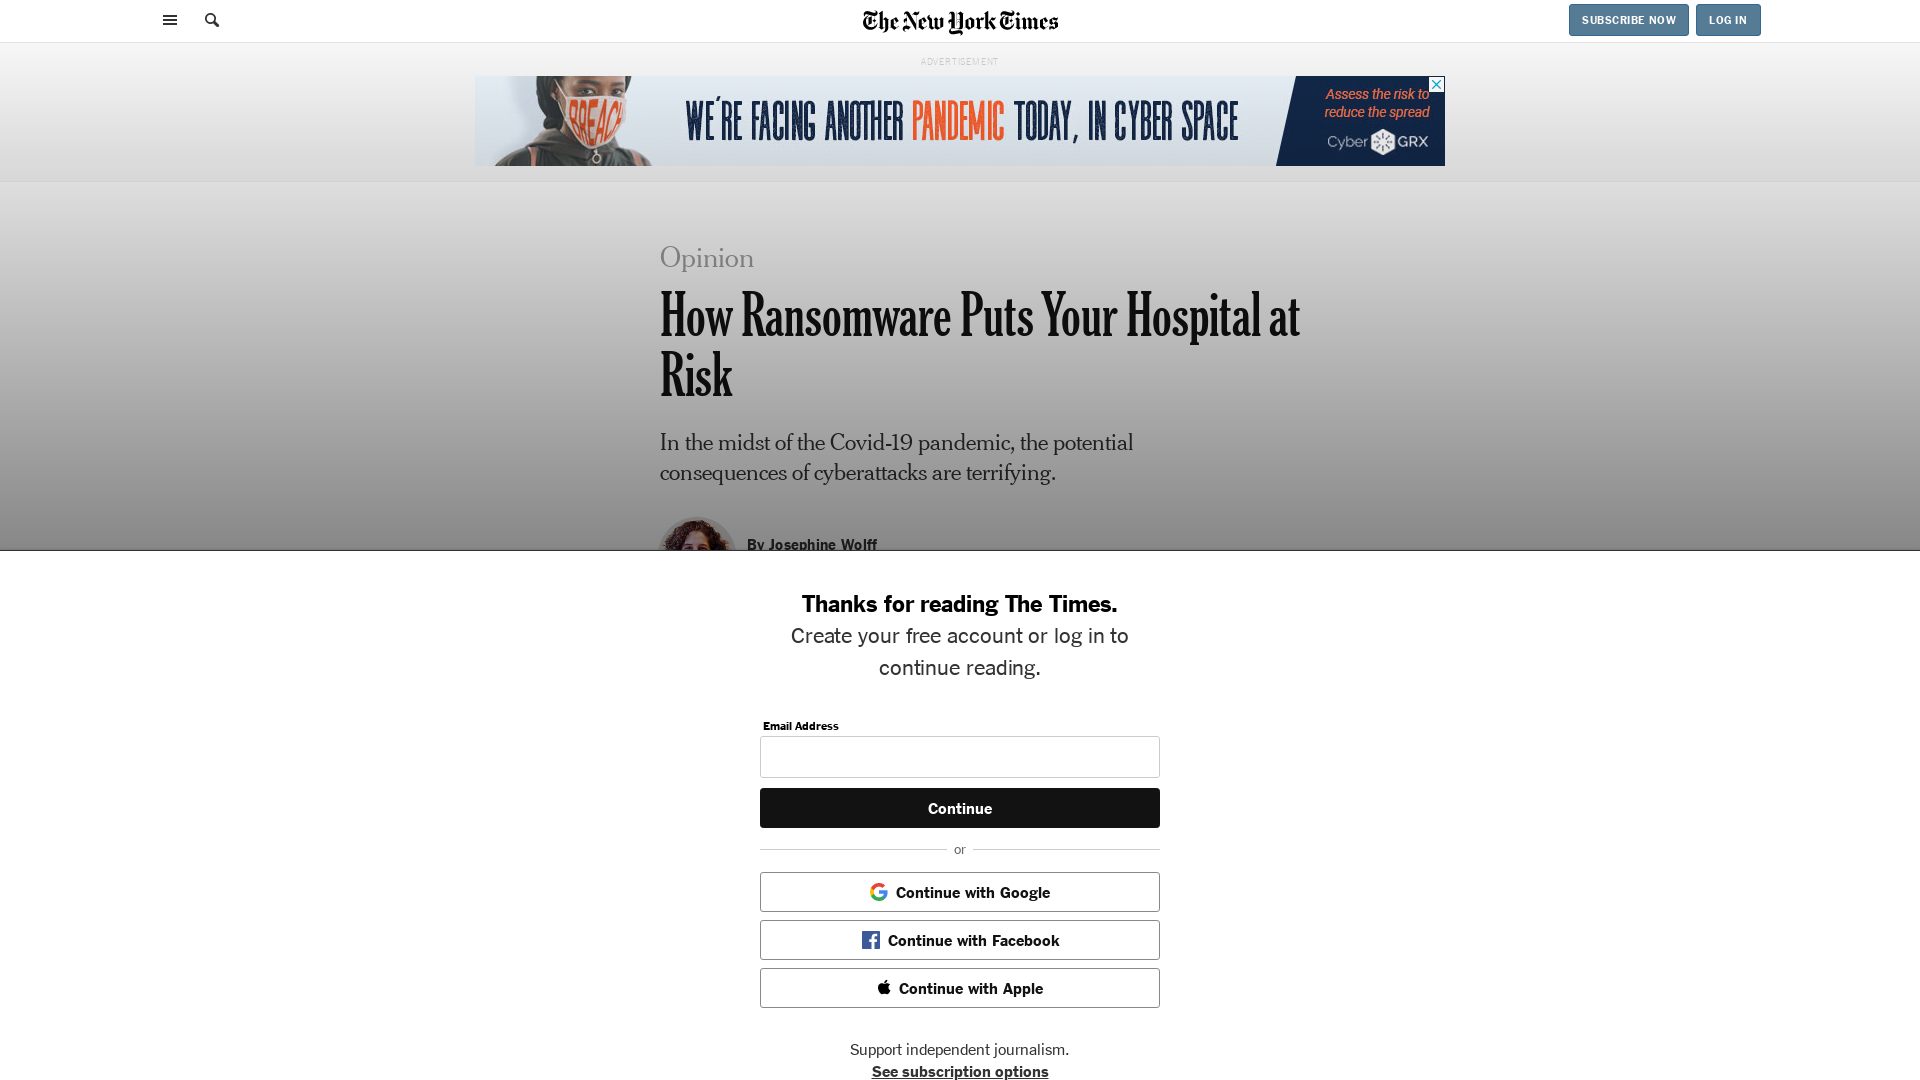 The New York Times
SUBSCRIBE NOW
LOG IN
ADVERTISEMENT
BREACH
WE'RE FACING ANOTHER PANDEMIC TODAY, IN CYBER SPACE
Assess the risk to
reduce the spread
CyberGRX
Opinion
How Ransomware Puts Your Hospital at
Risk
In the midst of the Covid-19 pandemic, the potential
consequences of cyberattacks are terrifying.
By Josephine Wolff
Thanks for reading The Times.
Create your free account or log in to
continue reading.
Email Address
Continue
or
Continue with Google
Continue with Facebook
Continue with Apple
Support independent journalism.
See subscription options